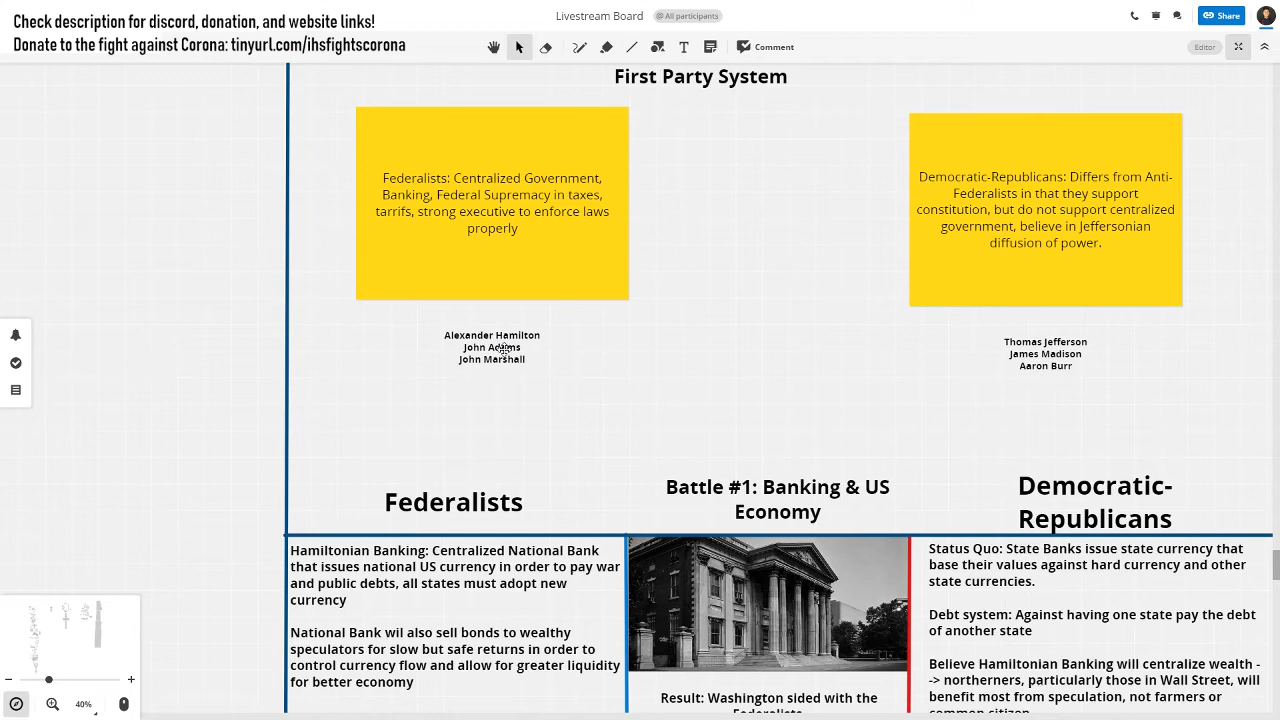 Check description for discord, donation, and website links!
Donate to the fight against Corona: tinyurl.com/ihsfightscorona
Livestream Board
@ All participants
Share
Comment
Editor
First Party System
Federalists: Centralized Government,
Banking, Federal Supremacy in taxes,
tarrifs, strong executive to enforce laws
properly
Democratic-Republicans: Differs from Anti-
Federalists in that they support
constitution, but do not support centralized
government, believe in Jeffersonian
diffusion of power.
Alexander Hamilton
John Adams
John Marshall
Thomas Jefferson
James Madison
Aaron Burr
Federalists
Battle #1: Banking & US
Economy
Democratic-
Republicans
Hamiltonian Banking: Centralized National Bank
that issues national US currency in order to pay war
and public debts, all states must adopt new
currency
National Bank wil also sell bonds to wealthy
speculators for slow but safe returns in order to
control currency flow and allow for greater liquidity
for better economy
Result: Washington sided with the
Federalists
Status Quo: State Banks issue state currency that
base their values against hard currency and other
state currencies.
Debt system: Against having one state pay the debt
of another state
Believe Hamiltonian Banking will centralize wealth -
-> northerners, particularly those in Wall Street, will
benefit most from speculation, not farmers or
common citizen
40%